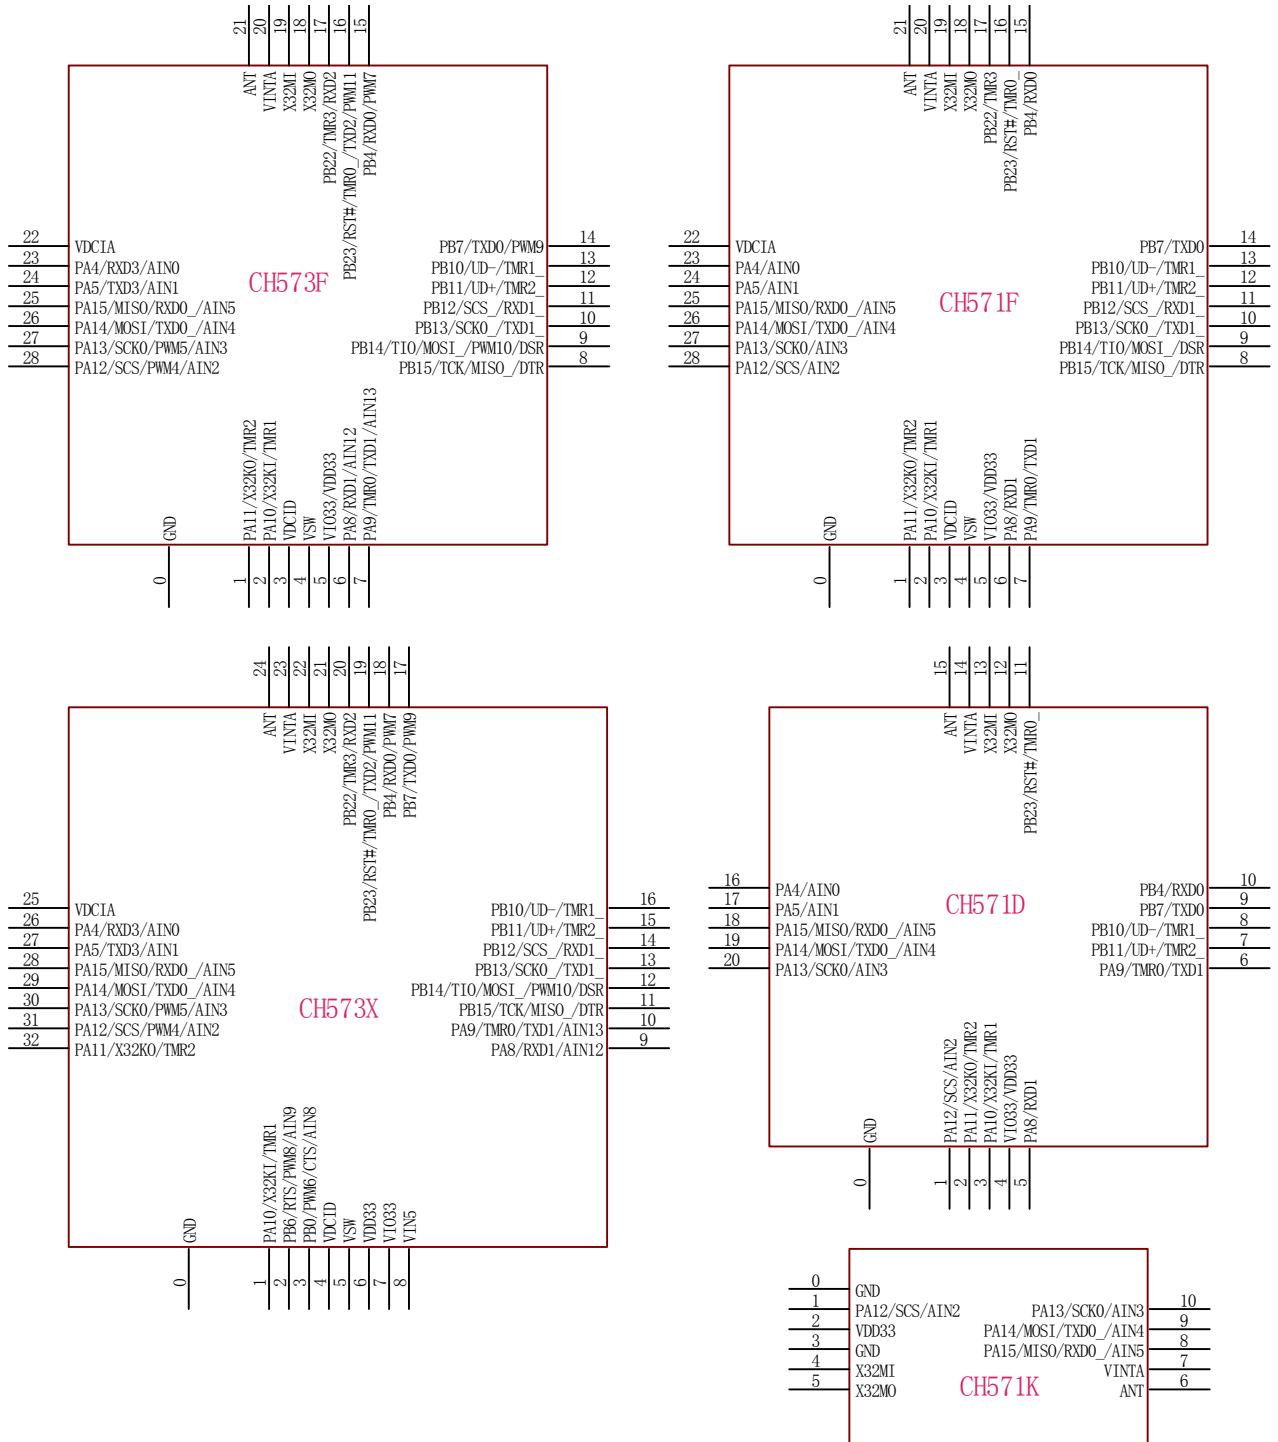 21 20 19 18 17 16 15
ANT
VINTA
X32MI
X32MO
PB22/TMR3/RXD2
PB23/RST#/TMR0_/TXD2/PWM11
PB4/RXD0/PWM7
22 VDCIA
23 PA4/RXD3/AIN0
24 PA5/TXD3/AIN1
25 PA15/MISO/RXD0_/AIN5
26 PA14/MOSI/TXD0_/AIN4
27 PA13/SCK0/PWM5/AIN3
28 PA12/SCS/PWM4/AIN2
CH573F
PB7/TXD0/PWM9 14
PB10/UD-/TMR1_ 13
PB11/UD+/TMR2_ 12
PB12/SCS_/RXD1_ 11
PB13/SCK0_/TXD1_ 10
PB14/TIO/MOSI_/PWM10/DSR 9
PB15/TCK/MISO_/DTR 8
GND
PA11/X32KO/TMR2
PA10/X32KI/TMR1
VDCID
VSW
VIO33/VDD33
PA8/RXD1/AIN12
PA9/TMR0/TXD1/AIN13
0 1 2 3 4 5 6 7
21 20 19 18 17 16 15
ANT
VINTA
X32MI
X32MO
PB22/TMR3
PB23/RST#/TMR0_
PB4/RXD0
22 VDCIA
23 PA4/AIN0
24 PA5/AIN1
25 PA15/MISO/RXD0_/AIN5
26 PA14/MOSI/TXD0_/AIN4
27 PA13/SCK0/AIN3
28 PA12/SCS/AIN2
CH571F
PB7/TXD0 14
PB10/UD-/TMR1_ 13
PB11/UD+/TMR2_ 12
PB12/SCS_/RXD1_ 11
PB13/SCK0_/TXD1_ 10
PB14/TIO/MOSI_/DSR 9
PB15/TCK/MISO_/DTR 8
GND
PA11/X32KO/TMR2
PA10/X32KI/TMR1
VDCID
VSW
VIO33/VDD33
PA8/RXD1
PA9/TMR0/TXD1
0 1 2 3 4 5 6 7
24 23 22 21 20 19 18 17
ANT
VINTA
X32MI
X32MO
PB22/TMR3/RXD2
PB23/RST#/TMR0_/TXD2/PWM11
PB4/RXD0/PWM7
PB7/TXD0/PWM9
25 VDCIA
26 PA4/RXD3/AIN0
27 PA5/TXD3/AIN1
28 PA15/MISO/RXD0_/AIN5
29 PA14/MOSI/TXD0_/AIN4
30 PA13/SCK0/PWM5/AIN3
31 PA12/SCS/PWM4/AIN2
32 PA11/X32KO/TMR2
CH573X
PB10/UD-/TMR1_ 16
PB11/UD+/TMR2_ 15
PB12/SCS_/RXD1_ 14
PB13/SCK0_/TXD1_ 13
PB14/TIO/MOSI_/PWM10/DSR 12
PB15/TCK/MISO_/DTR 11
PA9/TMR0/TXD1/AIN13 10
PA8/RXD1/AIN12 9
GND
PA10/X32KI/TMR1
PB6/RTS/PWM8/AIN9
PB0/PWM6/CTS/AIN8
VDCID
VSW
VDD33
VIO33
VIN5
0 1 2 3 4 5 6 7 8
15 14 13 12 11
ANT
VINTA
X32MI
X32MO
PB23/RST#/TMR0_
16 PA4/AIN0
17 PA5/AIN1
18 PA15/MISO/RXD0_/AIN5
19 PA14/MOSI/TXD0_/AIN4
20 PA13/SCK0/AIN3
CH571D
PB4/RXD0 10
PB7/TXD0 9
PB10/UD-/TMR1_ 8
PB11/UD+/TMR2_ 7
PA9/TMR0/TXD1 6
GND
PA12/SCS/AIN2
PA11/X32KO/TMR2
PA10/X32KI/TMR1
VIO33/VDD33
PA8/RXD1
0 1 2 3 4 5
0 GND
1 PA12/SCS/AIN2
2 VDD33
3 GND
4 X32MI
5 X32MO
CH571K
PA13/SCK0/AIN3 10
PA14/MOSI/TXD0_/AIN4 9
PA15/MISO/RXD0_/AIN5 8
VINTA 7
ANT 6